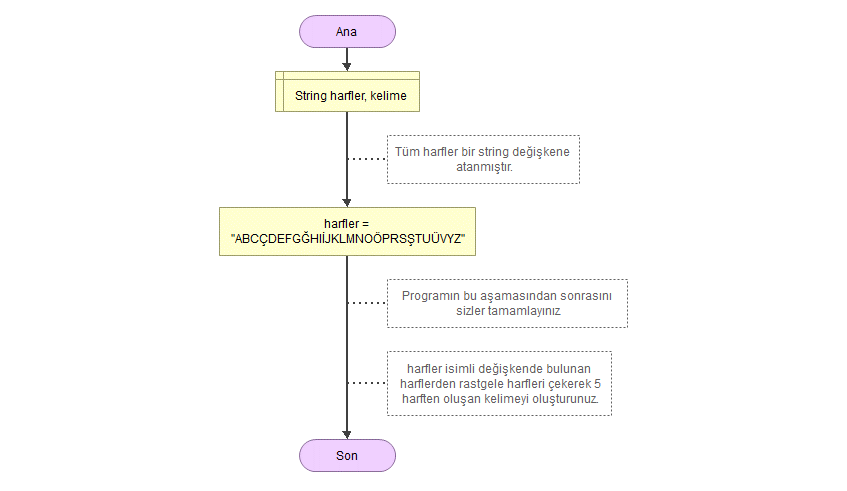 Ana
String harfler, kelime
Tüm harfler bir string değişkene
atanmıştır.
harfler =
"ABCÇDEFGĞHIİJKLMNOÖPRSŞTUÜVYZ"
Programın bu aşamasından sonrasını
sizler tamamlayınız
harfler isimli değişkende bulunan
harflerden rastgele harfleri çekerek 5
harften oluşan kelimeyi oluşturunuz.
Son